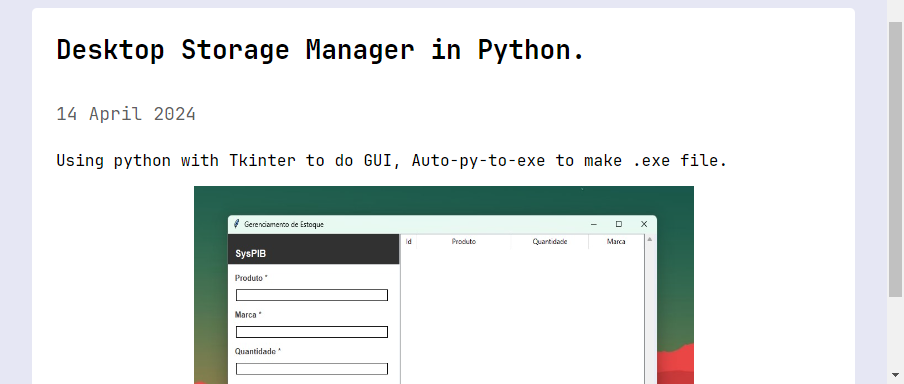 Desktop Storage Manager in Python.
14 April 2024
Using python with Tkinter to do GUI, Auto-py-to-exe to make .exe file.
Gerenciamento de Estoque
SysPIB
Id Produto Quantidade Marca
Produto *
Marca *
Quantidade *